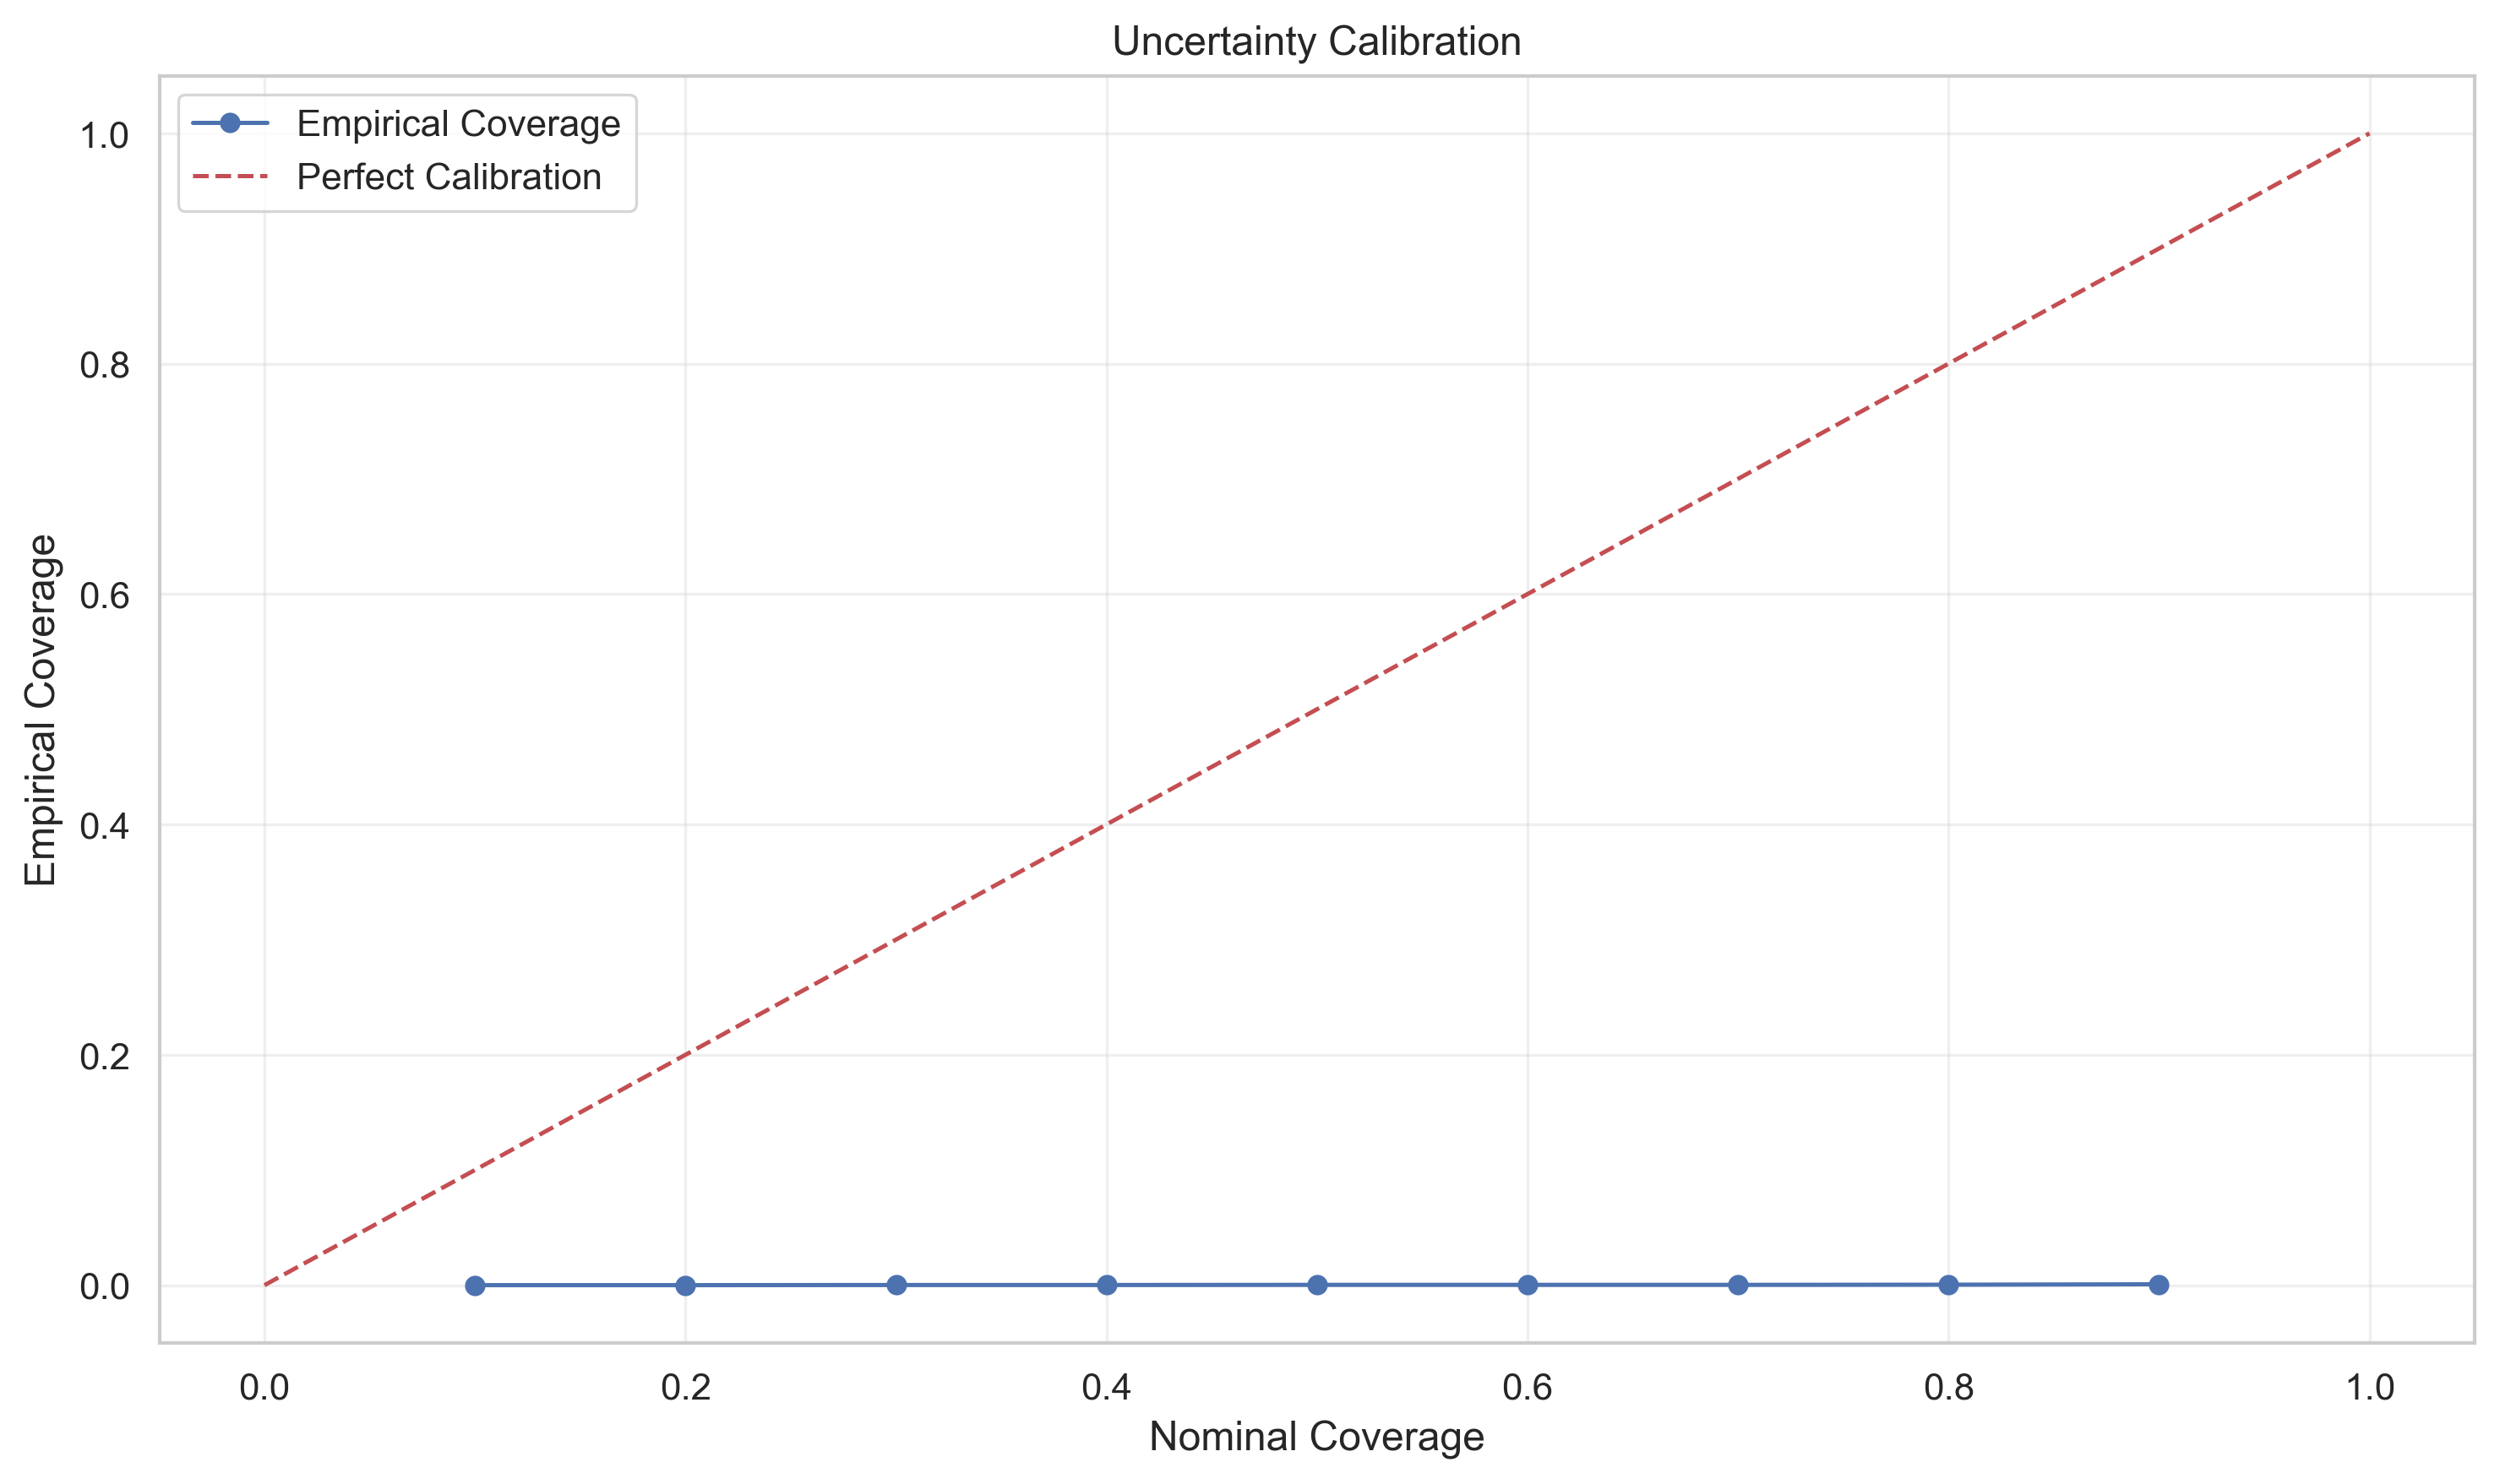 Uncertainty Calibration
Empirical Coverage
Perfect Calibration
1.0
0.8
0.6
0.4
0.2
0.0
Empirical Coverage
0.0 0.2 0.4 0.6 0.8 1.0
Nominal Coverage